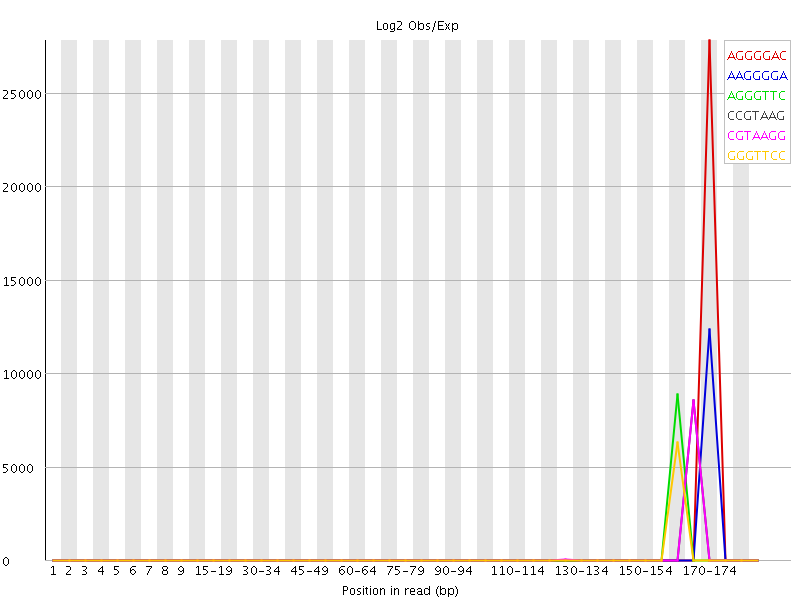 Log2 Obs/Exp
AGGGGAC
AAGGGGA
AGGGTTC
CCGTAAG
CGTAAGG
GGGTTCC
25000
20000
15000
10000
5000
0
1 2 3 4 5 6 7 8 9 15-19 30-34 45-49 60-64 75-79 90-94 110-114 130-134 150-154 170-174
Position in read (bp)